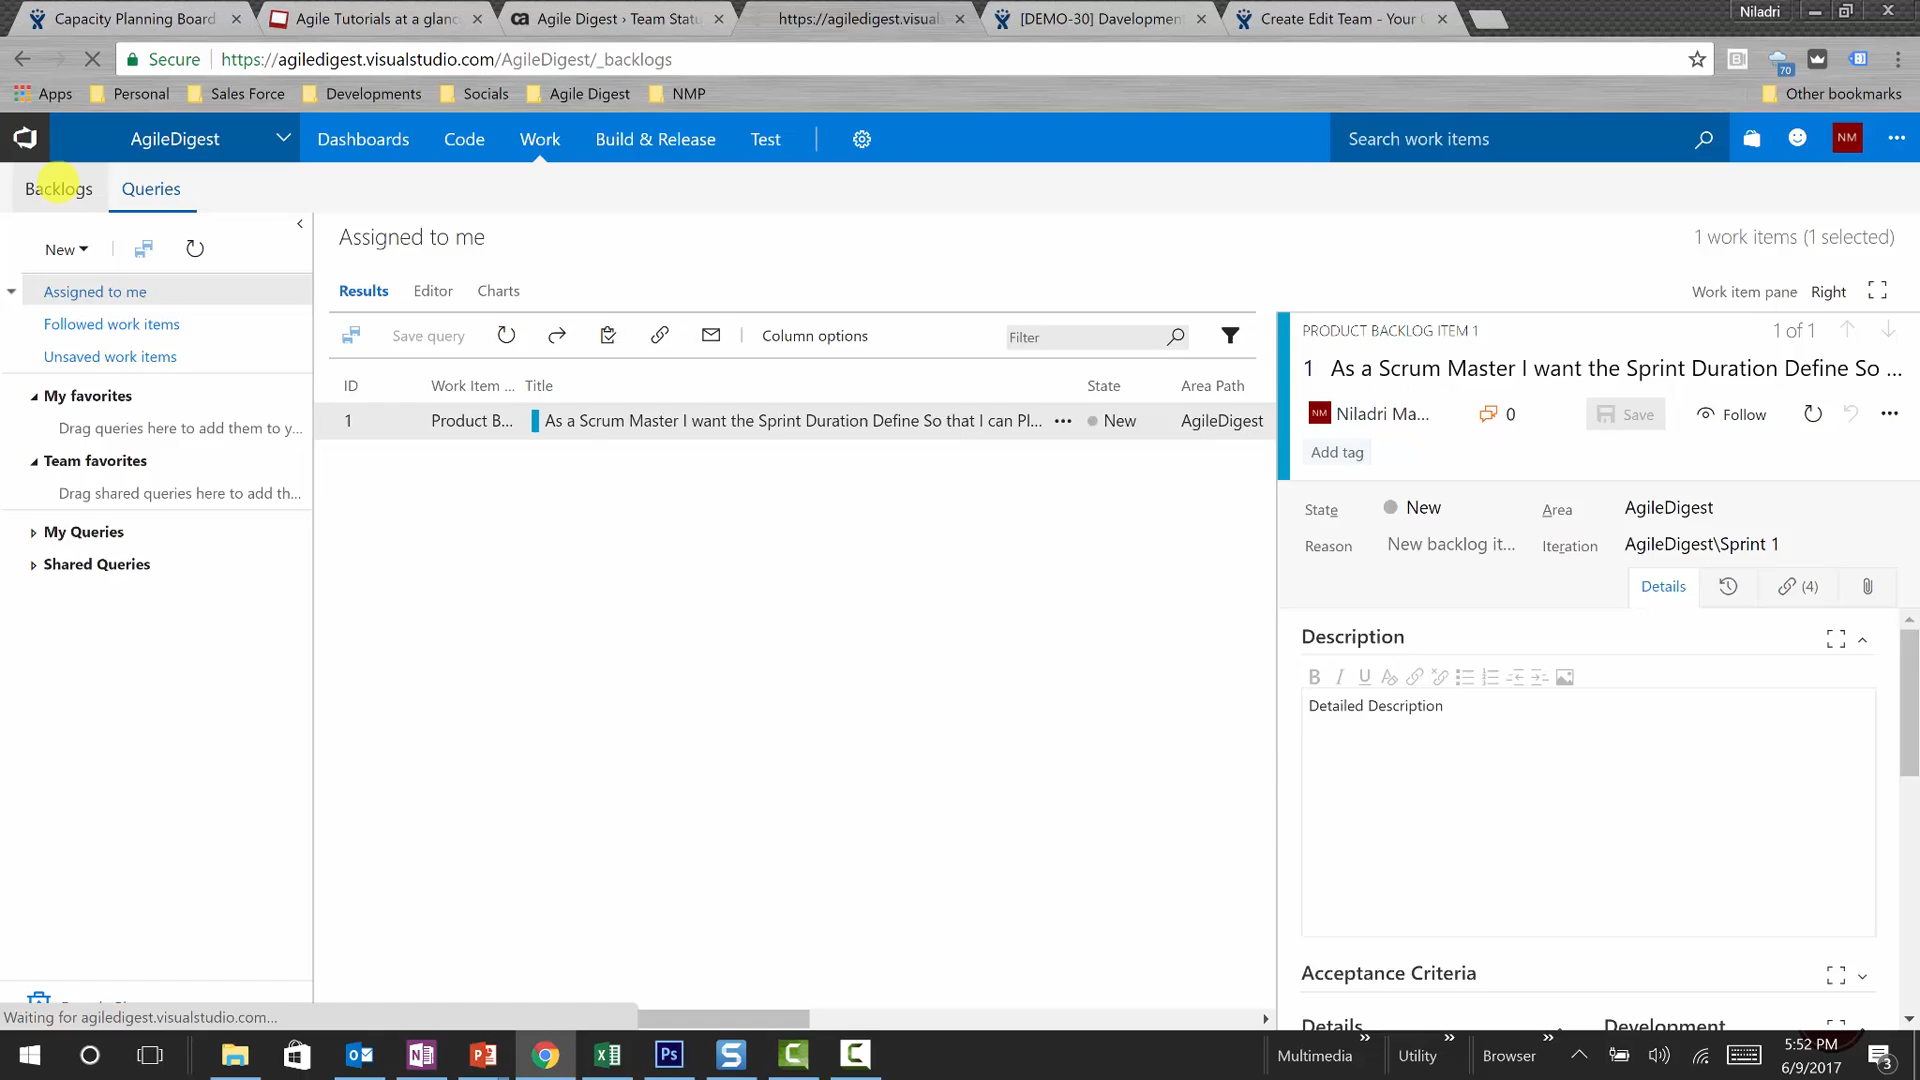 Capacity Planning Board
Agile Tutorials at a glanc
ca Agile Digest › Team Statu
https://agiledigest.visual
[DEMO-30] Davelopmen
Create Edit Team - Your
Niladri
Secure https://agiledigest.visualstudio.com/AgileDigest/_backlogs
70
Apps Personal Sales Force Developments Socials Agile Digest NMP Other bookmarks
AgileDigest Dashboards Code Work Build & Release Test Search work items NM
Backlogs Queries
New
Assigned to me
Followed work items
Unsaved work items
My favorites
Drag queries here to add them to y...
Team favorites
Drag shared queries here to add th...
My Queries
Shared Queries
Assigned to me
1 work items (1 selected)
Results Editor Charts
Work item pane Right
Save query Column options Filter
ID Work Item ... Title State Area Path
1 Product B... As a Scrum Master I want the Sprint Duration Define So that I can Pl... New AgileDigest
PRODUCT BACKLOG ITEM 1
1 of 1
1 As a Scrum Master I want the Sprint Duration Define So ...
NM Niladri Ma... 0 Save Follow
Add tag
State New Area AgileDigest
Reason New backlog it... Iteration AgileDigest\Sprint 1
Details (4)
Description
B I U
Detailed Description
Acceptance Criteria
Details Development
Waiting for agiledigest.visualstudio.com...
Multimedia Utility Browser
5:52 PM
6/9/2017
3